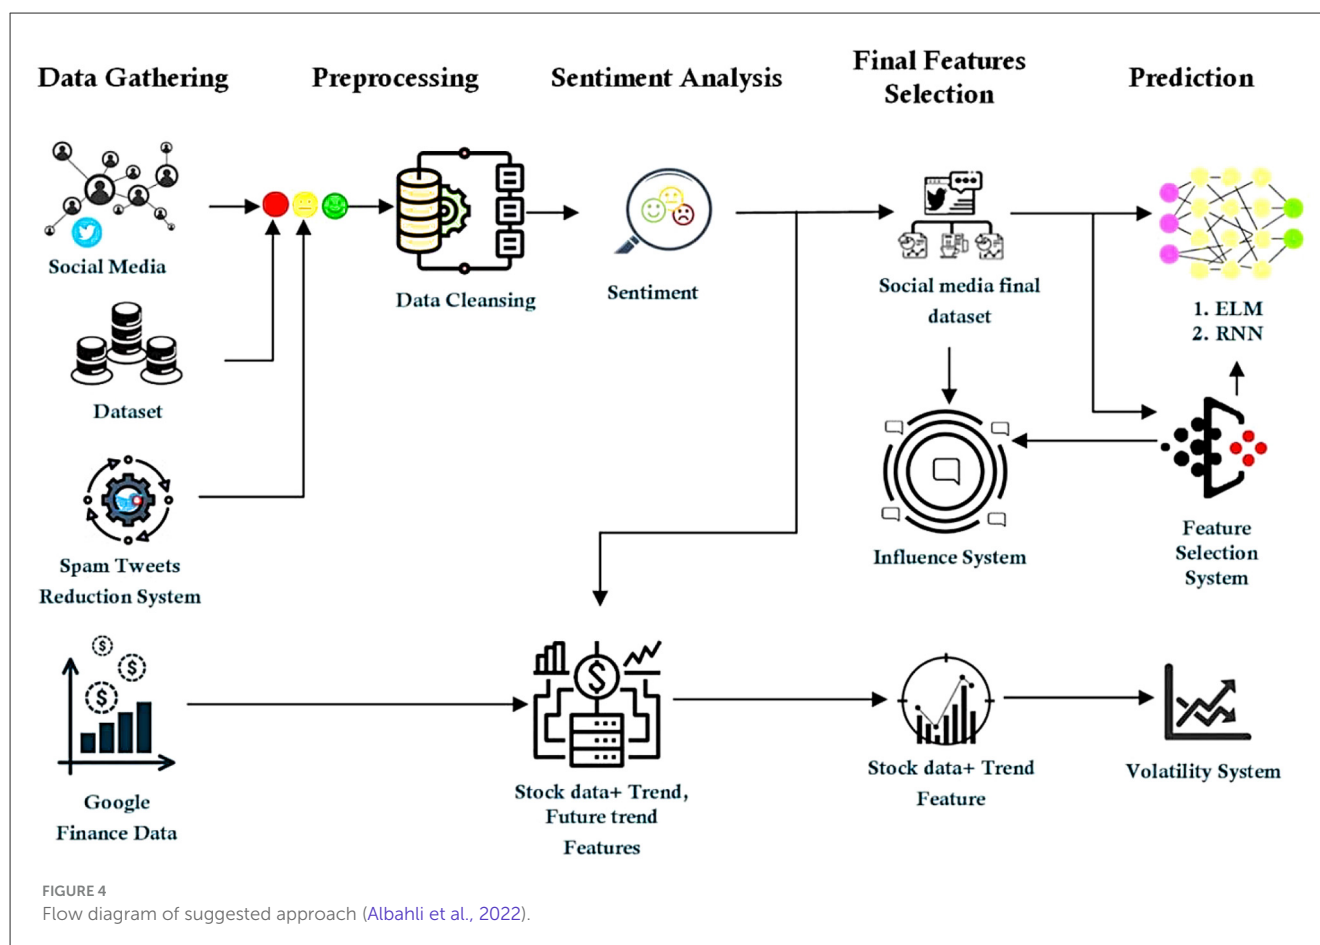 Data Gathering
Preprocessing
Sentiment Analysis
Final Features
Selection
Prediction
Social Media
Data Cleansing
Sentiment
Social media final
dataset
1. ELM
2. RNN
Dataset
Spam Tweets
Reduction System
Influence System
Feature
Selection
System
Google
Finance Data
Stock data+ Trend,
Future trend
Features
Stock data+ Trend
Feature
Volatility System
FIGURE 4
Flow diagram of suggested approach (Albahli et al., 2022).